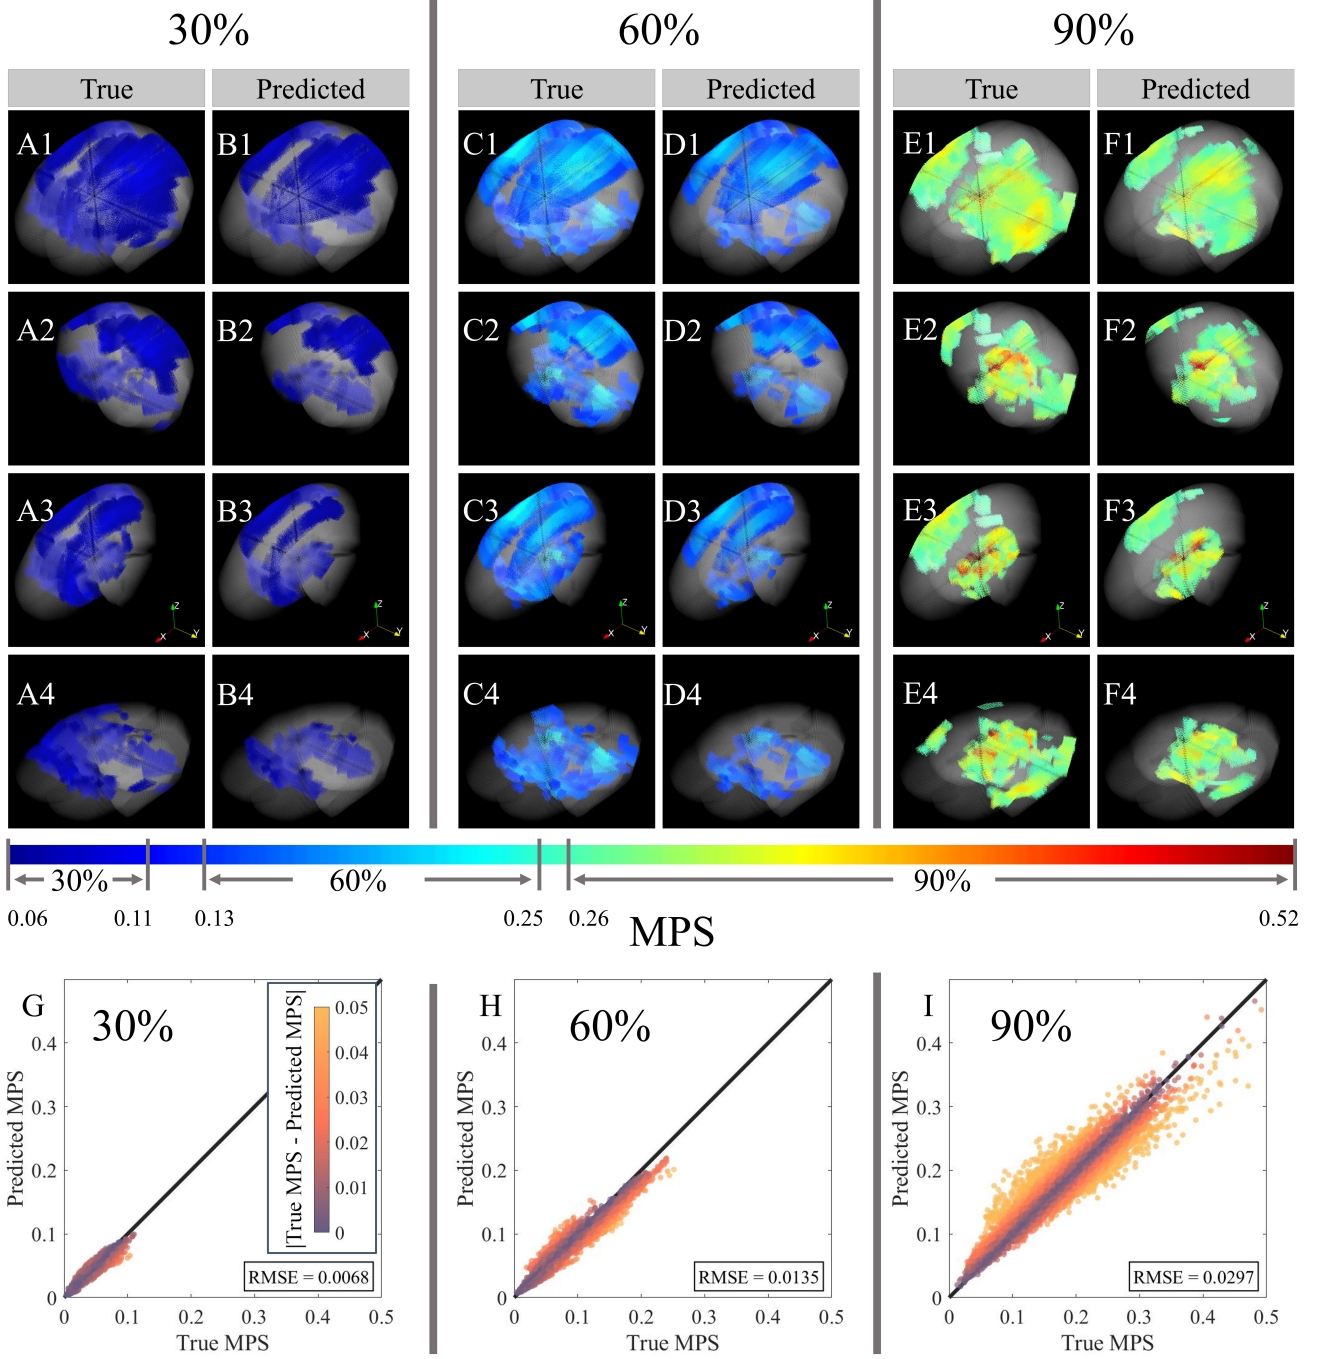 30% 60% 90%
True Predicted True Predicted True Predicted
A1 B1 C1 D1 E1 F1
A2 B2 C2 D2 E2 F2
A3 B3 C3 D3 E3 F3
Z Z Z Z Z Z
X Y X Y X Y X Y X Y X Y
A4 B4 C4 D4 E4 F4
30% 60% 90%
0.06 0.11 0.13 0.25 0.26 0.52
MPS
G
30%
|True MPS - Predicted MPS|
0.05
0.04
0.03
0.02
0.01
0
RMSE = 0.0068
Predicted MPS
0.4
0.3
0.2
0.1
0
0 0.1 0.2 0.3 0.4 0.5
True MPS
H
60%
RMSE = 0.0135
Predicted MPS
0.4
0.3
0.2
0.1
0
0 0.1 0.2 0.3 0.4 0.5
True MPS
I
90%
RMSE = 0.0297
Predicted MPS
0.4
0.3
0.2
0.1
0
0 0.1 0.2 0.3 0.4 0.5
True MPS